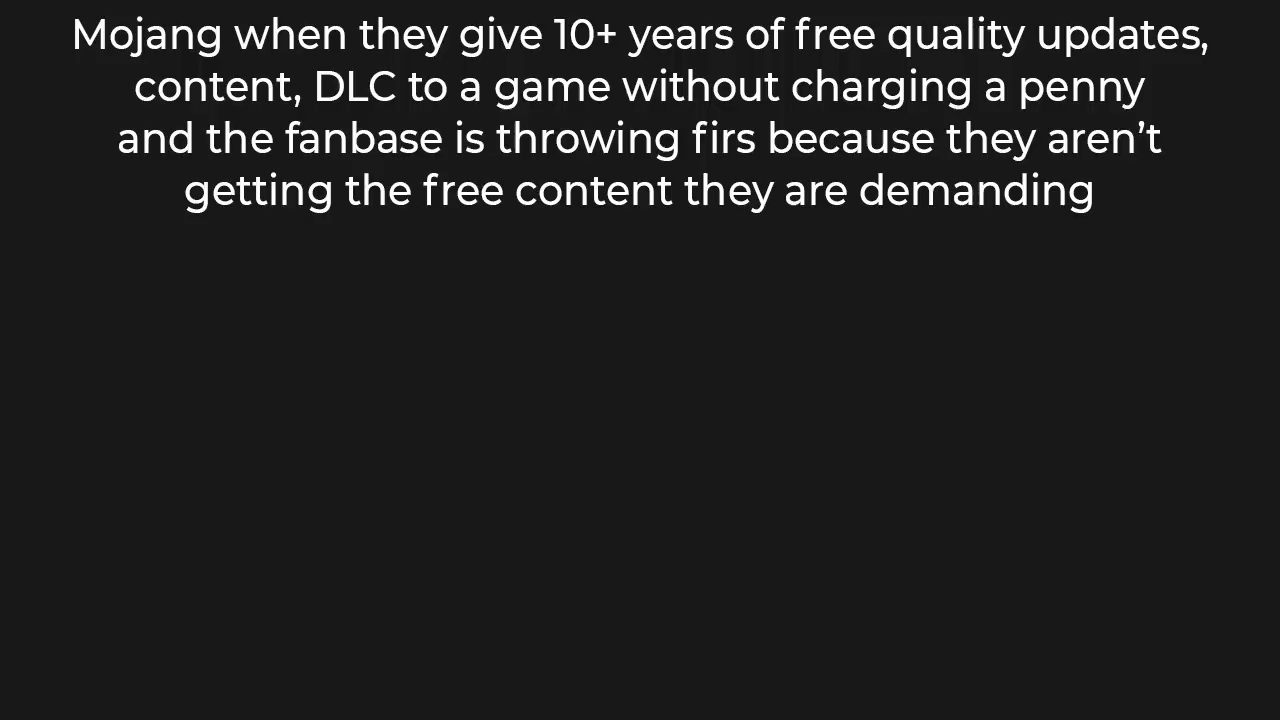 Mojang when they give 10+ years of free quality updates,
content, DLC to a game without charging a penny
and the fanbase is throwing firs because they aren’t
getting the free content they are demanding